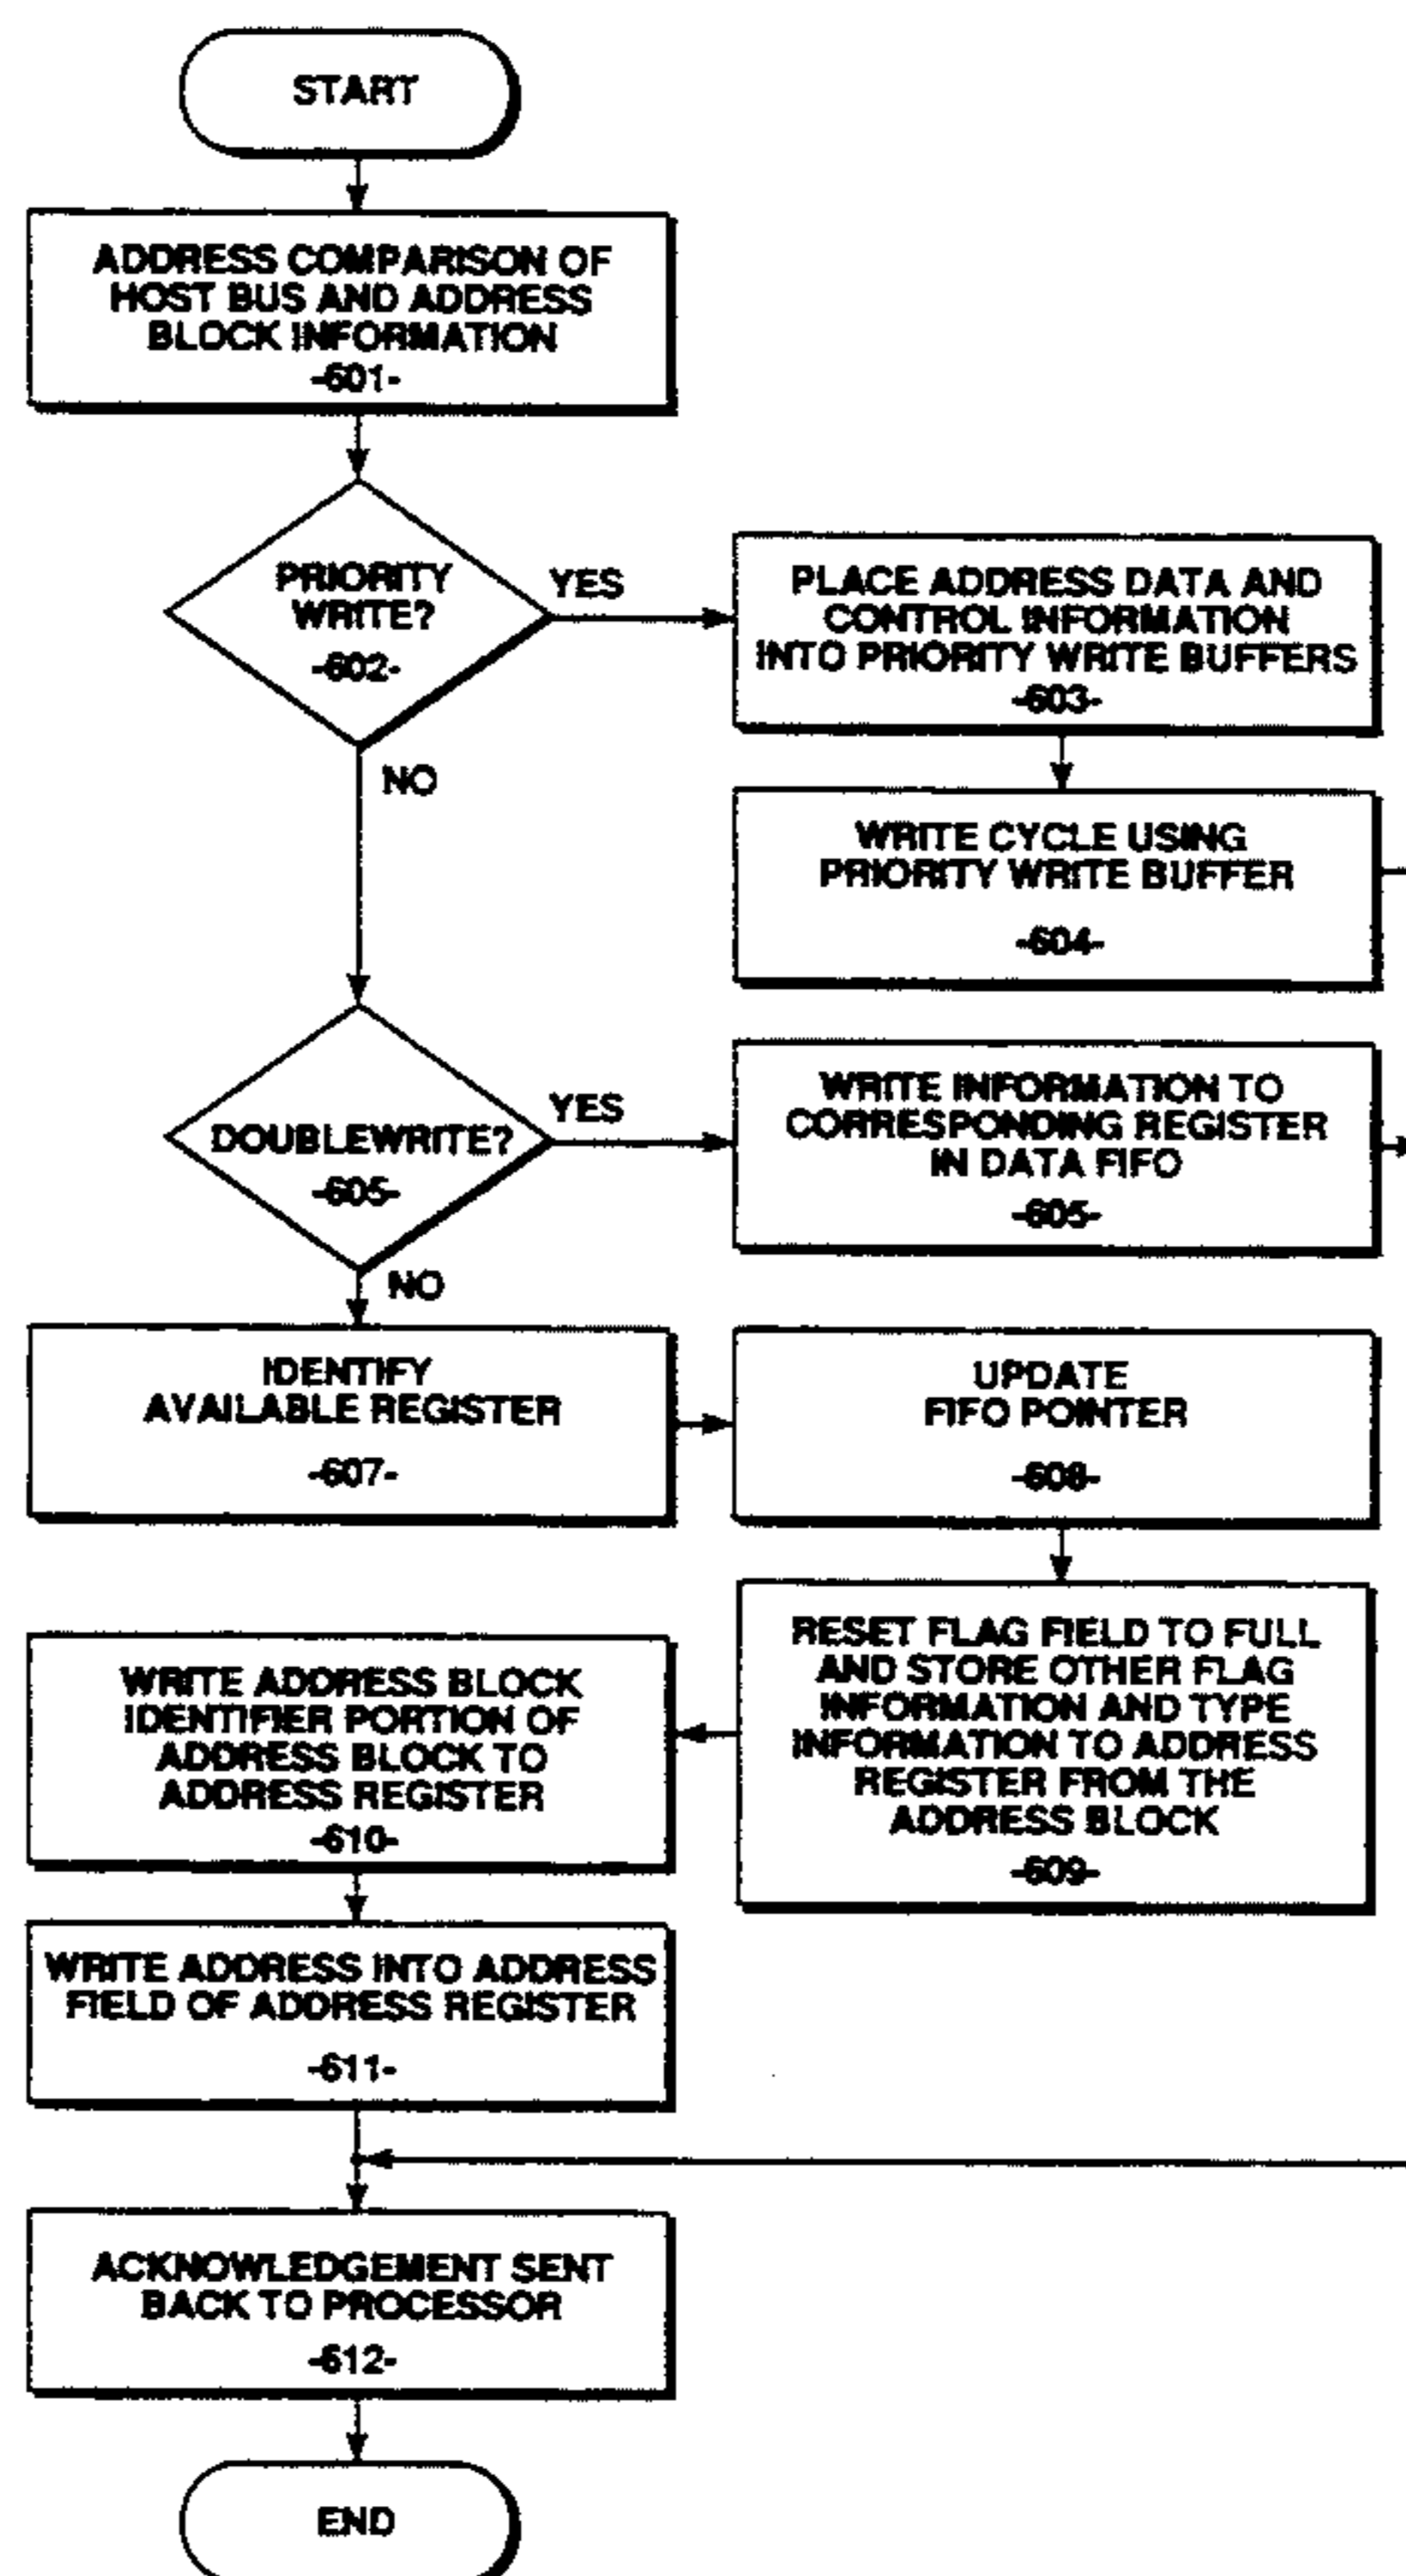 START
ADDRESS COMPARISON OF
HOST BUS AND ADDRESS
BLOCK INFORMATION
-601-
PRIORITY
WRITE?
-602-
YES
NO
PLACE ADDRESS DATA AND
CONTROL INFORMATION
INTO PRIORITY WRITE BUFFERS
-603-
WRITE CYCLE USING
PRIORITY WRITE BUFFER
-604-
DOUBLEWRITE?
-605-
YES
NO
WRITE INFORMATION TO
CORRESPONDING REGISTER
IN DATA FIFO
-605-
IDENTIFY
AVAILABLE REGISTER
-607-
UPDATE
FIFO POINTER
-608-
RESET FLAG FIELD TO FULL
AND STORE OTHER FLAG
INFORMATION AND TYPE
INFORMATION TO ADDRESS
REGISTER FROM THE
ADDRESS BLOCK
-609-
WRITE ADDRESS BLOCK
IDENTIFIER PORTION OF
ADDRESS BLOCK TO
ADDRESS REGISTER
-610-
WRITE ADDRESS INTO ADDRESS
FIELD OF ADDRESS REGISTER
-611-
ACKNOWLEDGEMENT SENT
BACK TO PROCESSOR
-612-
END